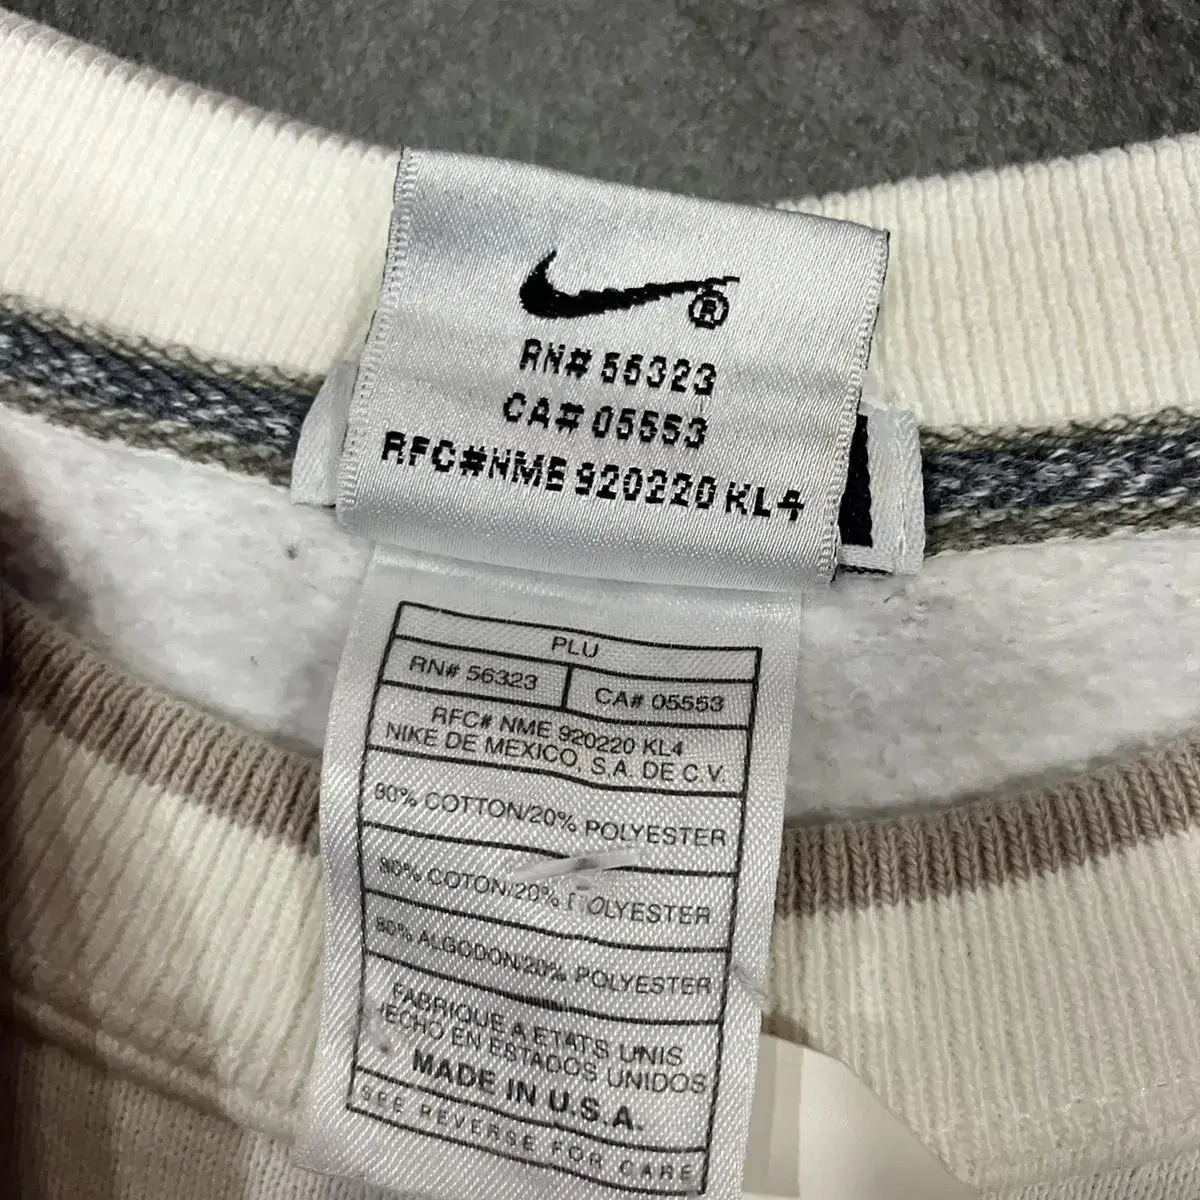 ®
RN# 56323
CA# 05553
RFC#NME 920220 KL4
PLU
RN# 56323
CA# 05553
RFC# NME 920220 KL4
NIKE DE MEXICO, S.A. DE C.V.
80% COTTON/20% POLYESTER
80% COTON/20% POLYESTER
80% ALGODON/20% POLYESTER
FABRIQUE A ETATS UNIS
HECHO EN ESTADOS UNIDOS
MADE IN U.S.A.
SEE REVERSE FOR CARE